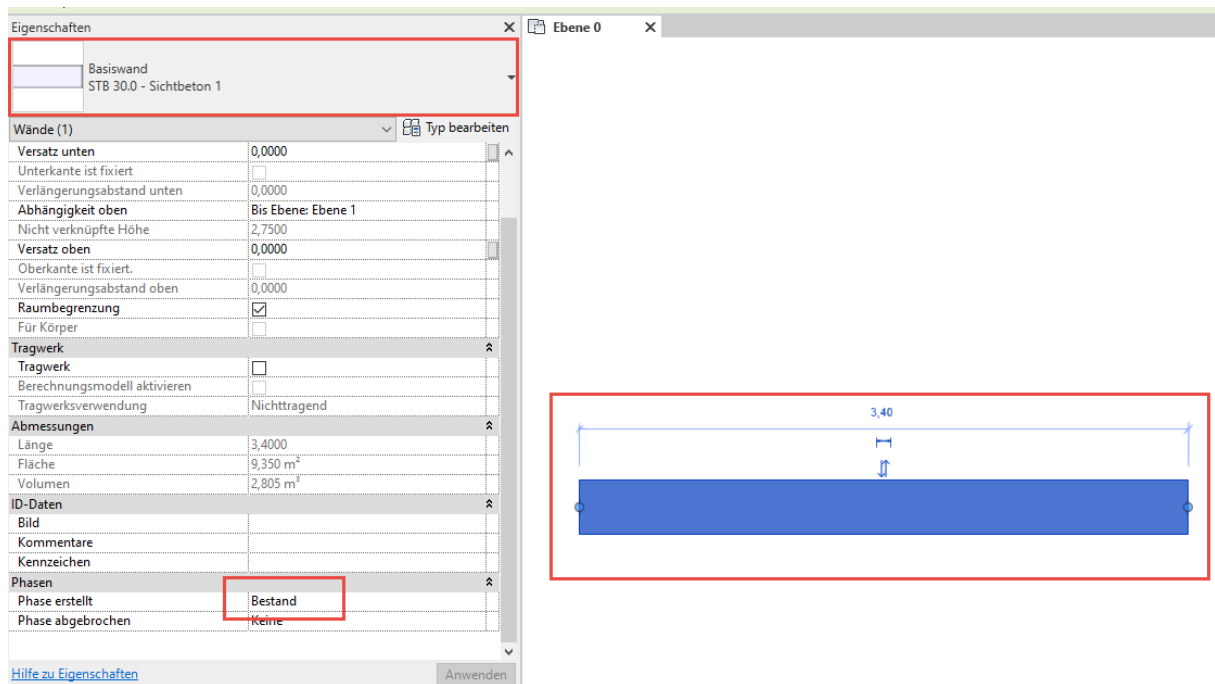 Eigenschaften
Ebene 0
Basiswand
STB 30.0 - Sichtbeton 1
Wände (1) Typ bearbeiten
Versatz unten 0,0000
Unterkante ist fixiert
Verlängerungsabstand unten 0,0000
Abhängigkeit oben Bis Ebene: Ebene 1
Nicht verknüpfte Höhe 2,7500
Versatz oben 0,0000
Oberkante ist fixiert.
Verlängerungsabstand oben 0,0000
Raumbegrenzung
Für Körper
Tragwerk
Tragwerk
Berechnungsmodell aktivieren
Tragwerksverwendung Nichttragend
Abmessungen
Länge 3,4000
Fläche 9,350 m²
Volumen 2,805 m³
ID-Daten
Bild
Kommentare
Kennzeichen
Phasen
Phase erstellt Bestand
Phase abgebrochen Keine
Hilfe zu Eigenschaften Anwenden
3,40